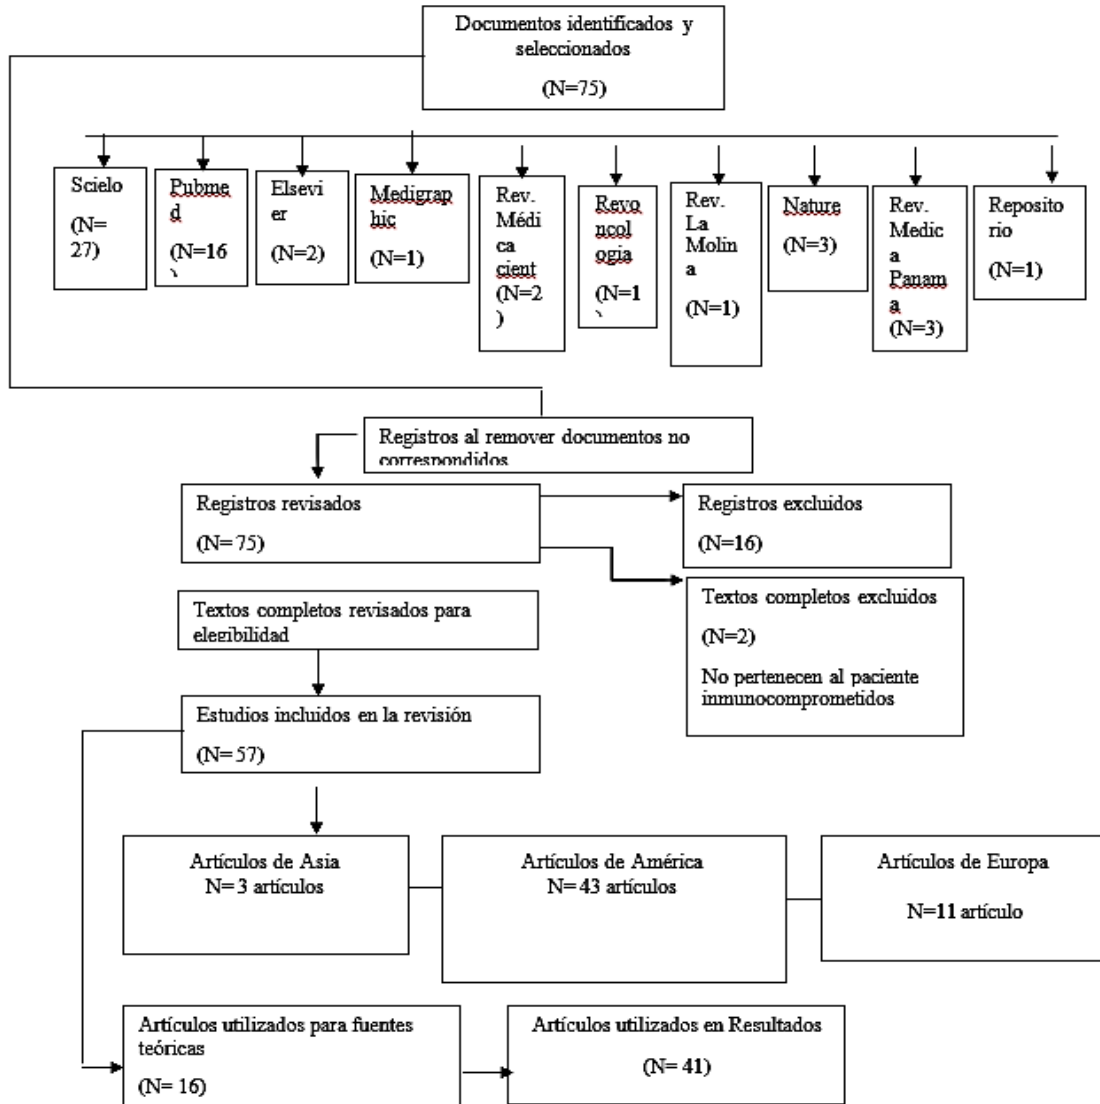 Documentos identificados y
seleccionados
(N=75)
Scielo
(N=
27)
Pubme
d
(N=16
)
Elsevi
er
(N=2)
Medigrap
hic
(N=1)
Rev.
Médi
ca
cient
(N=2
)
Revo
ncol
ogia
(N=1
)
Rev.
La
Molin
a
(N=1)
Nature
(N=3)
Rev.
Medic
a
Panam
a
(N=3)
Reposito
rio
(N=1)
Registros al remover documentos no
correspondidos
Registros revisados
(N= 75)
Registros excluidos
(N=16)
Textos completos excluidos
(N=2)
No pertenecen al paciente
inmunocomprometidos
Textos completos revisados para
elegibilidad
Estudios incluidos en la revisión
(N= 57)
Artículos de Asia
N= 3 artículos
Artículos de América
N= 43 artículos
Artículos de Europa
N=11 artículo
Artículos utilizados para fuentes
teóricas
(N= 16)
Artículos utilizados en Resultados
(N= 41)